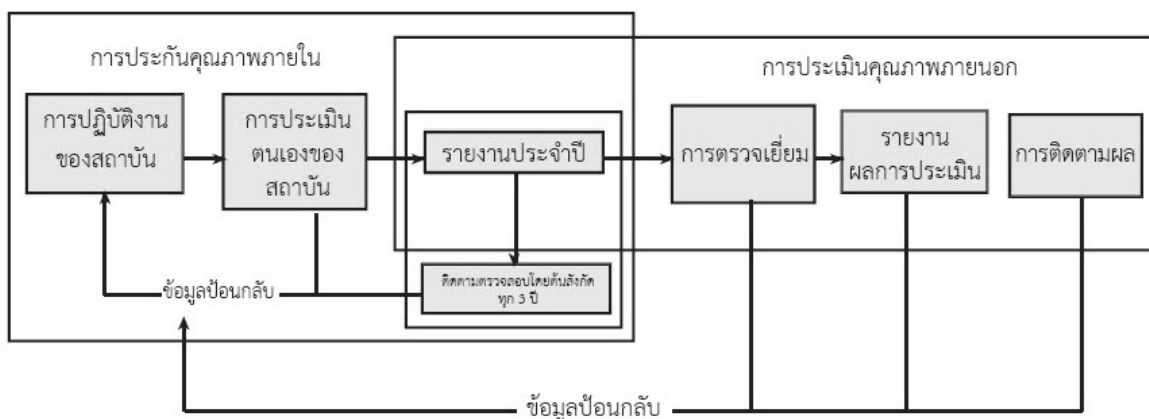 การประกันคุณภาพภายใน
การประเมินคุณภาพภายนอก
การปฏิบัติงาน
ของสถาบัน
การประเมิน
ตนเองของ
สถาบัน
รายงานประจำปี
การตรวจเยี่ยม
รายงาน
ผลการประเมิน
การติดตามผล
ติดตามตรวจสอบโดยต้นสังกัด
ทุก 3 ปี
ข้อมูลป้อนกลับ
ข้อมูลป้อนกลับ